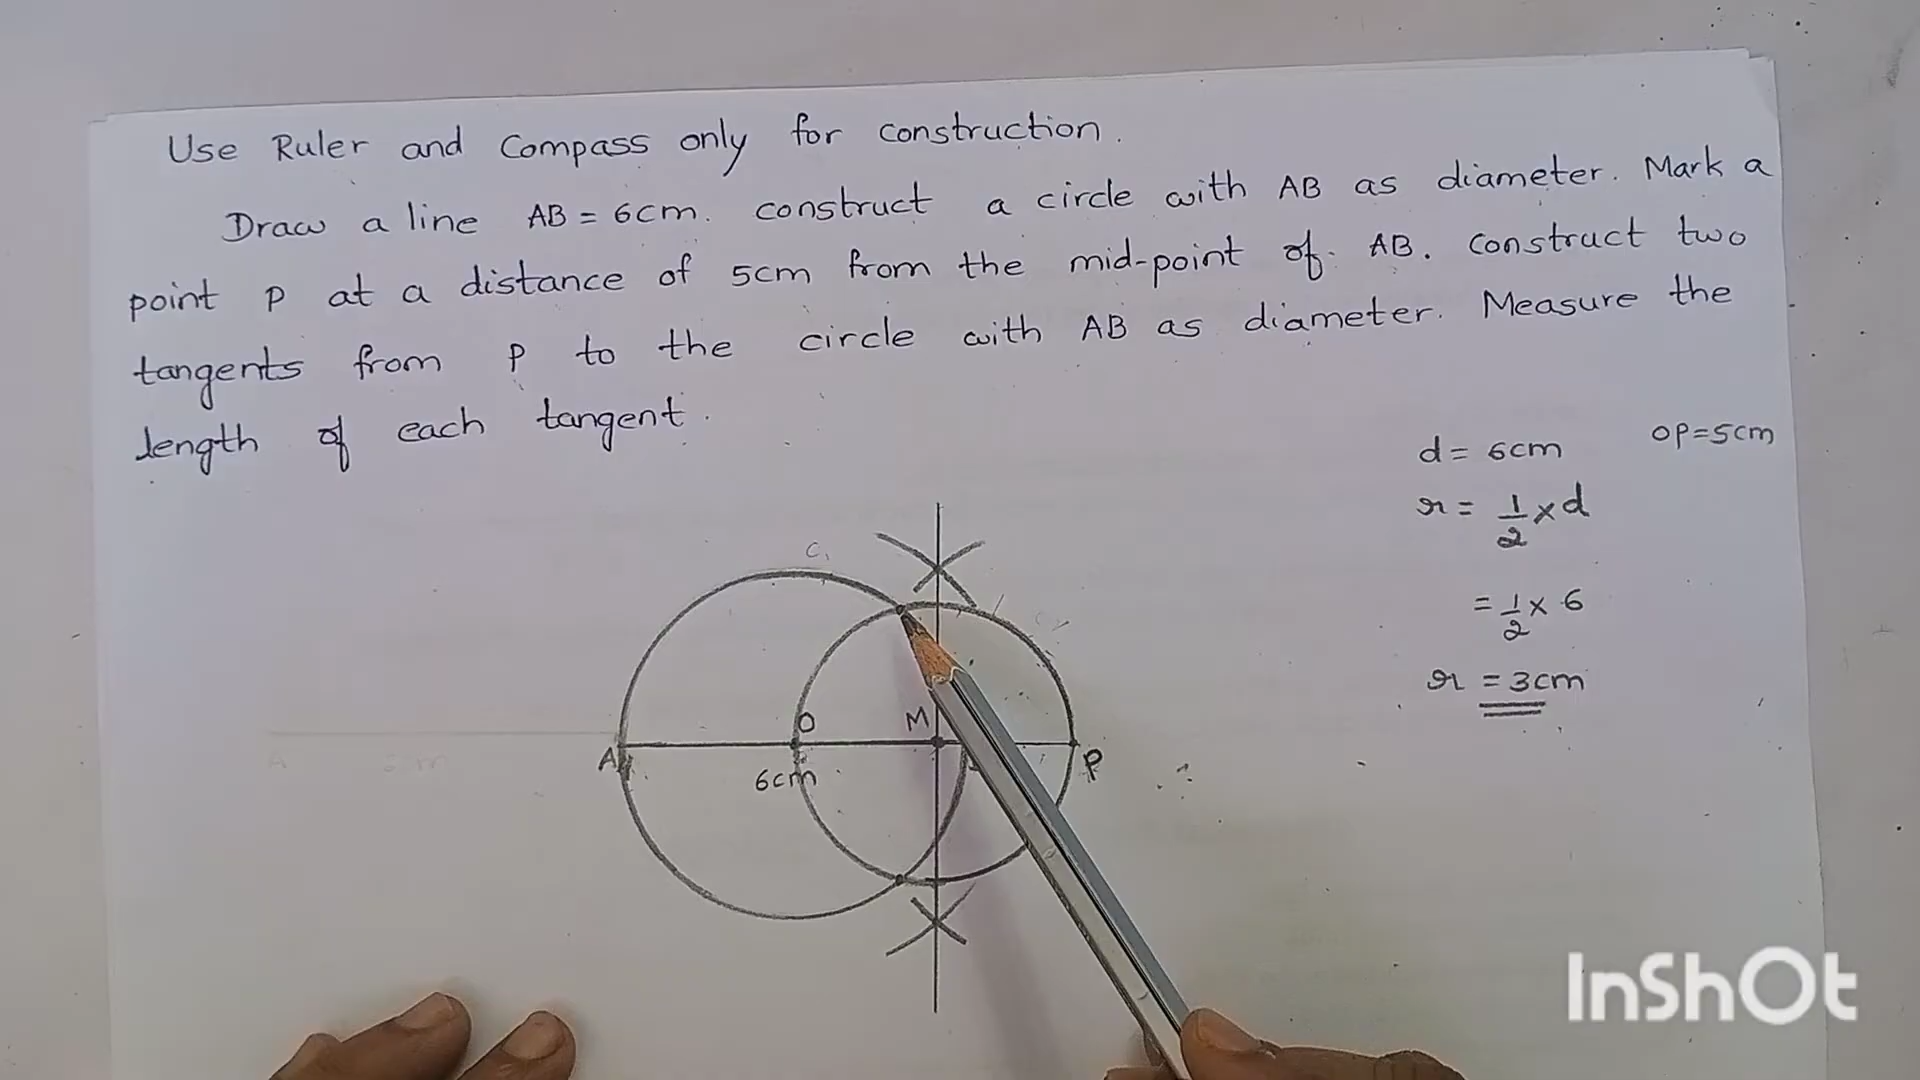 Use Ruler and Compass only for construction.
Draw a line AB = 6cm. construct a circle with AB as diameter. Mark a
point P at a distance of 5cm from the mid-point of AB. construct two
tangents from P to the circle with AB as diameter. Measure the
length of each tangent.
d = 6cm OP=5cm
r = 1/2 × d
= 1/2 × 6
r = 3cm
C1
O M
A P
6cm
InShOt